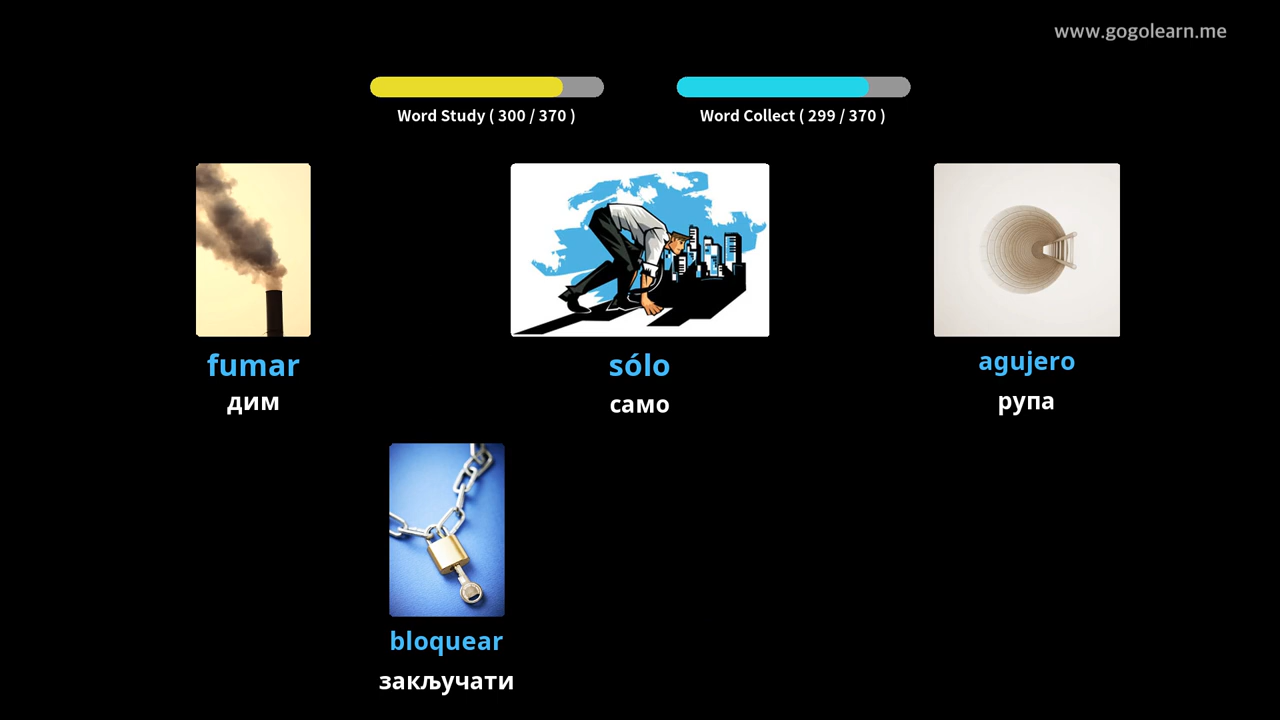 www.gogolearn.me
Word Study ( 300 / 370 )
Word Collect ( 299 / 370 )
fumar
дим
sólo
само
agujero
рупа
bloquear
закључати